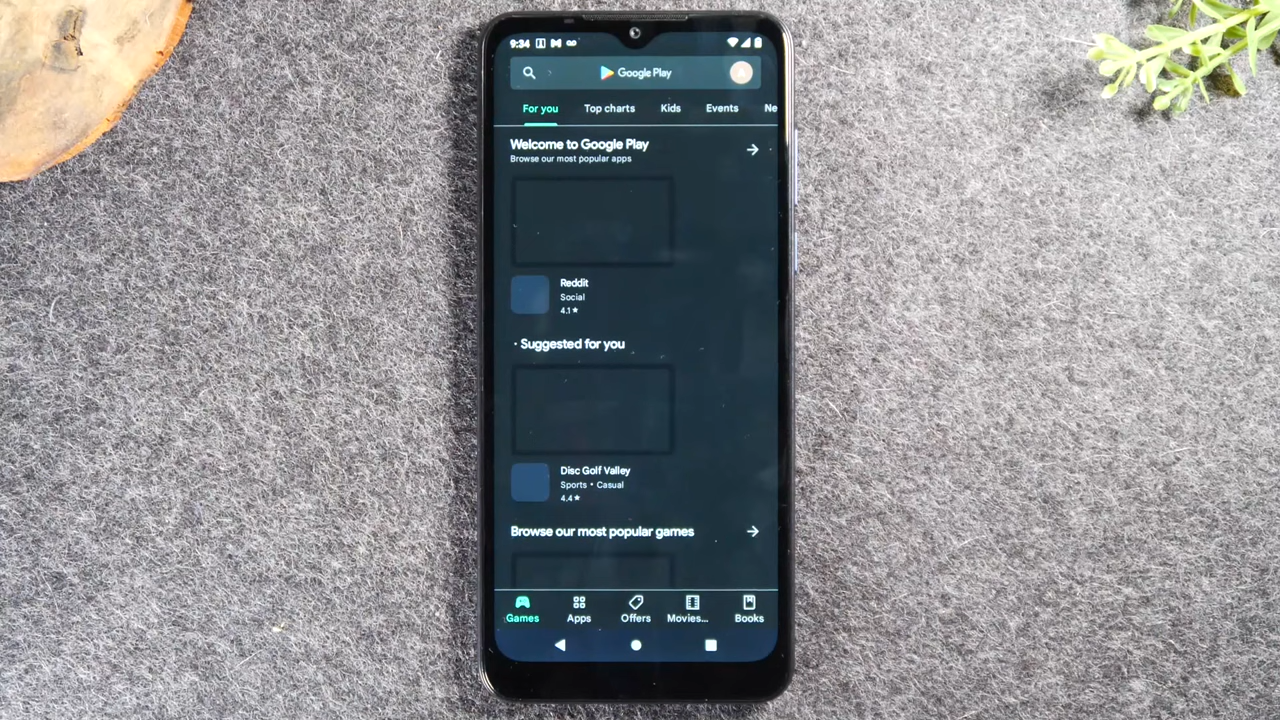 9:34
Google Play
For you Top charts Kids Events Ne
Welcome to Google Play
Browse our most popular apps
Reddit
Social
4.1★
· Suggested for you
Disc Golf Valley
Sports • Casual
4.4★
Browse our most popular games
Games Apps Offers Movies... Books